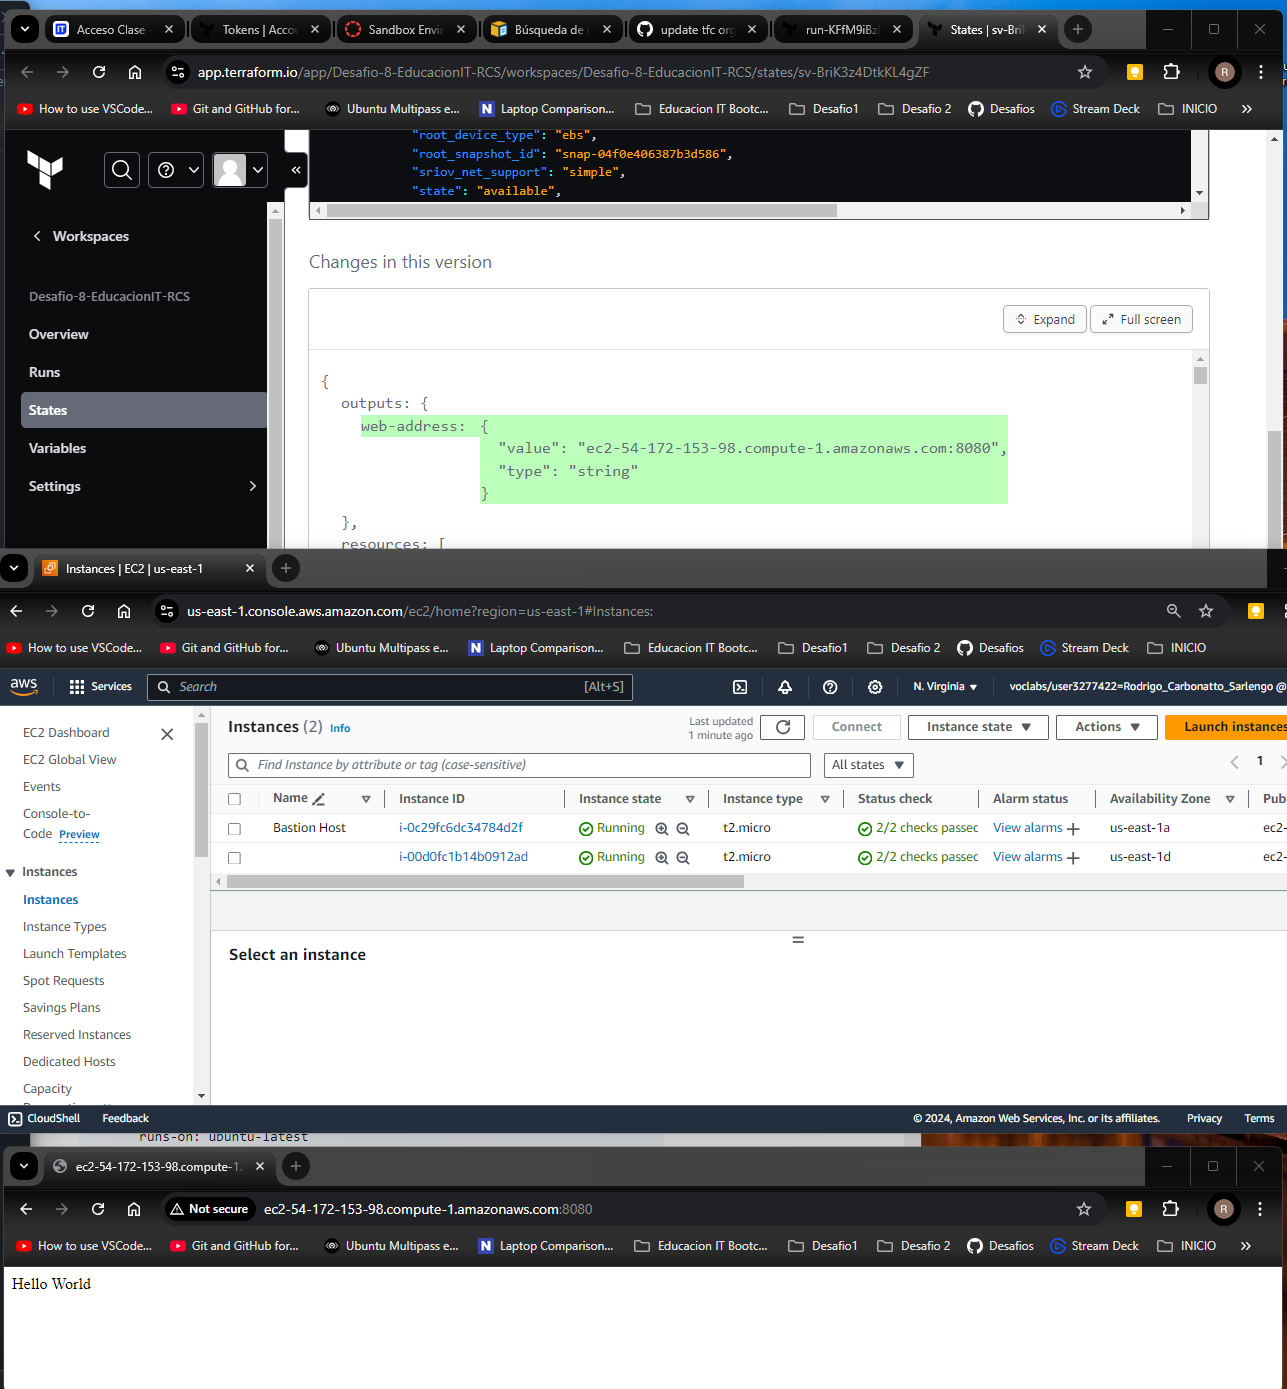 Acceso Clase
Tokens | Accou
Sandbox Envir
Búsqueda de
update tfc org
run-KFfM9iBzl
States | sv-BriK
app.terraform.io/app/Desafio-8-EducacionIT-RCS/workspaces/Desafio-8-EducacionIT-RCS/states/sv-BriK3z4DtkKL4gZF
R
How to use VSCode... Git and GitHub for... Ubuntu Multipass e... Laptop Comparison... Educacion IT Bootc... Desafio1 Desafio 2 Desafios Stream Deck INICIO »
"root_device_type": "ebs",
"root_snapshot_id": "snap-04f0e406387b3d586",
"sriov_net_support": "simple",
"state": "available",
Workspaces
Desafio-8-EducacionIT-RCS
Overview
Runs
States
Variables
Settings
Changes in this version
Expand Full screen
{
outputs: {
web-address: {
"value": "ec2-54-172-153-98.compute-1.amazonaws.com:8080",
"type": "string"
}
},
resources: [
Instances | EC2 | us-east-1
us-east-1.console.aws.amazon.com/ec2/home?region=us-east-1#Instances:
How to use VSCode... Git and GitHub for... Ubuntu Multipass e... Laptop Comparison... Educacion IT Bootc... Desafio1 Desafio 2 Desafios Stream Deck INICIO
aws Services Search [Alt+S] N. Virginia voclabs/user3277422=Rodrigo_Carbonatto_Sarlengo @
EC2 Dashboard
EC2 Global View
Events
Console-to-
Code Preview
Instances
Instances
Instance Types
Launch Templates
Spot Requests
Savings Plans
Reserved Instances
Dedicated Hosts
Capacity
Instances (2) Info
Last updated
1 minute ago
Connect Instance state Actions Launch instances
Find Instance by attribute or tag (case-sensitive) All states 1
Name Instance ID Instance state Instance type Status check Alarm status Availability Zone Pub
Bastion Host i-0c29fc6dc34784d2f Running t2.micro 2/2 checks passec View alarms us-east-1a ec2-
i-00d0fc1b14b0912ad Running t2.micro 2/2 checks passec View alarms us-east-1d ec2-
Select an instance
CloudShell Feedback © 2024, Amazon Web Services, Inc. or its affiliates. Privacy Terms
runs-on: ubuntu-latest
ec2-54-172-153-98.compute-1.
Not secure ec2-54-172-153-98.compute-1.amazonaws.com:8080
R
How to use VSCode... Git and GitHub for... Ubuntu Multipass e... Laptop Comparison... Educacion IT Bootc... Desafio1 Desafio 2 Desafios Stream Deck INICIO »
Hello World